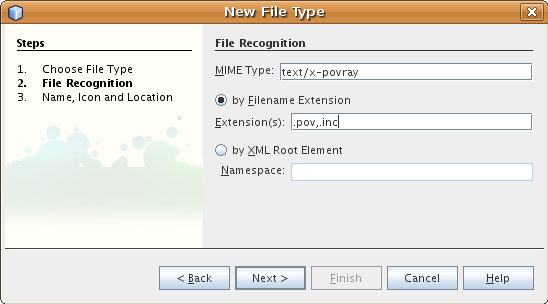 New File Type
Steps
1. Choose File Type
2. File Recognition
3. Name, Icon and Location
File Recognition
MIME Type: text/x-povray
by Filename Extension
Extension(s): .pov,.inc
by XML Root Element
Namespace:
< Back Next > Finish Cancel Help